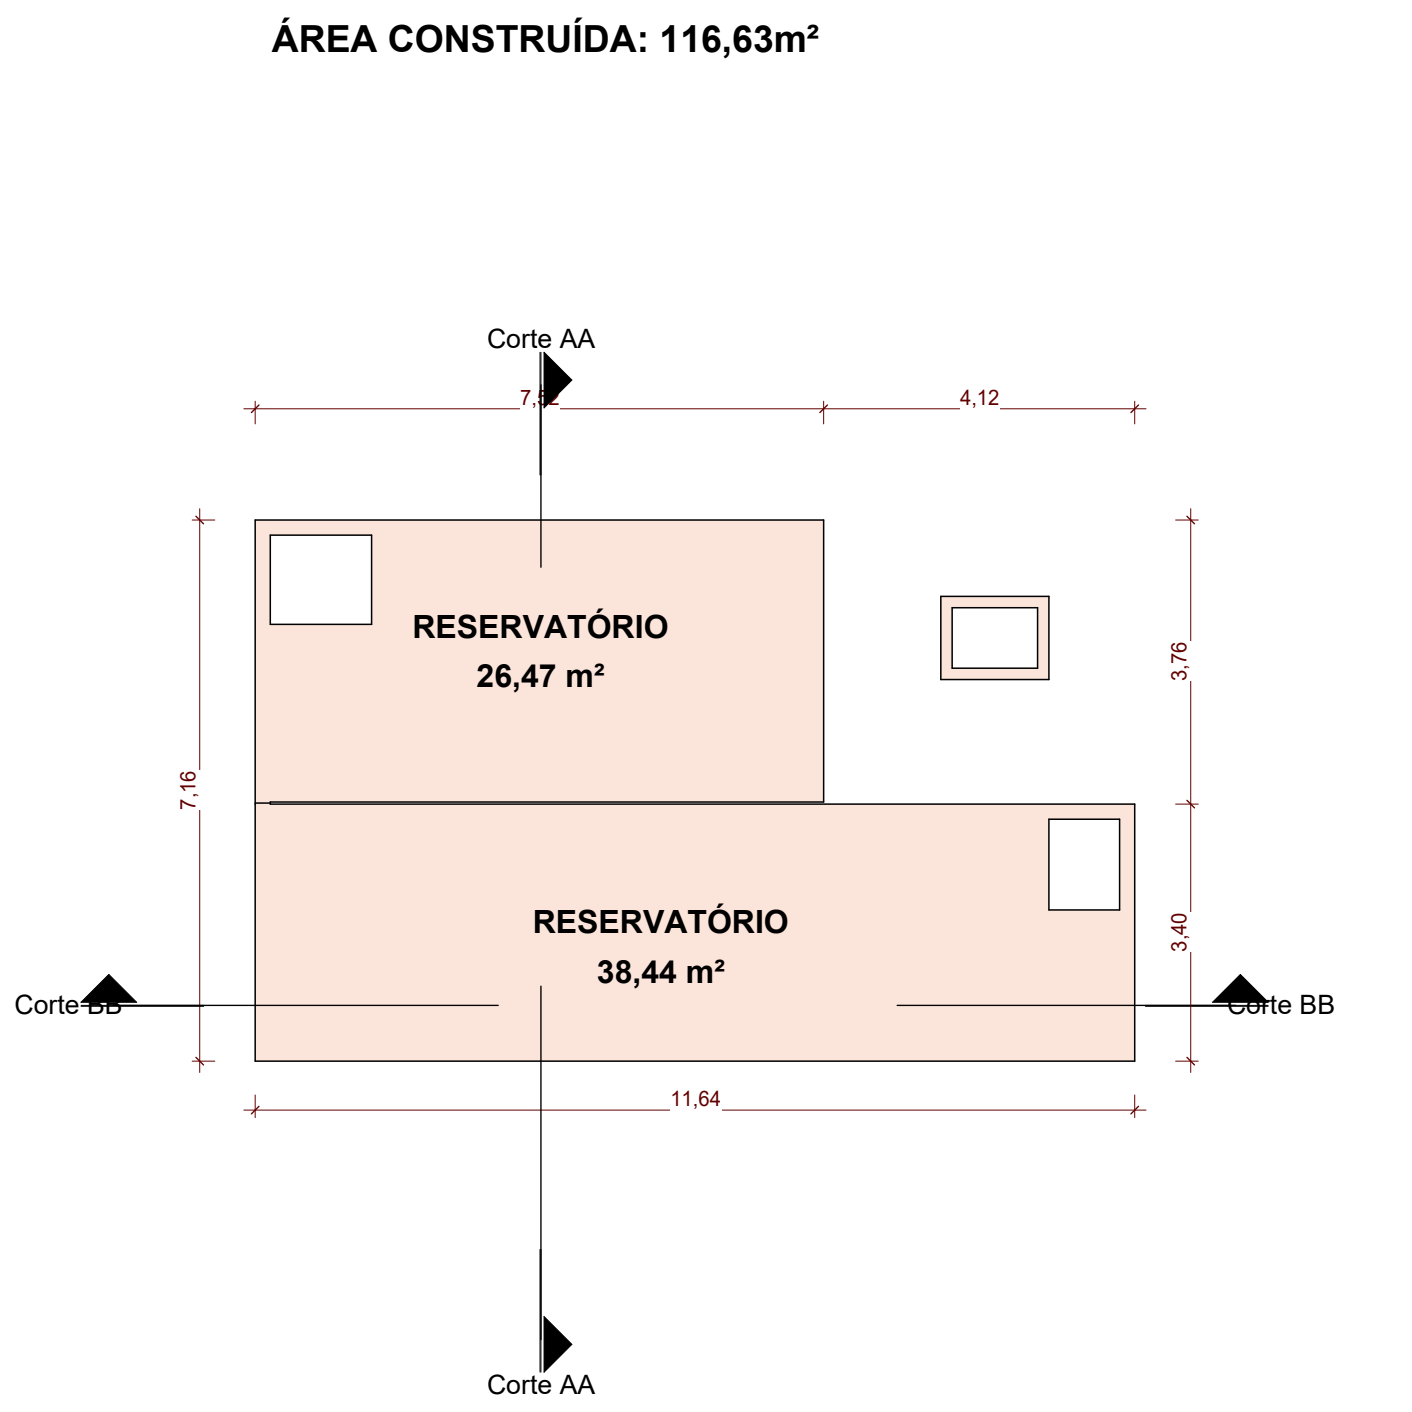 ÁREA CONSTRUÍDA: 116,63m²
Corte AA
7,52
4,12
RESERVATÓRIO
26,47 m²
3,76
7,16
RESERVATÓRIO
38,44 m²
3,40
Corte BB
Corte BB
11,64
Corte AA